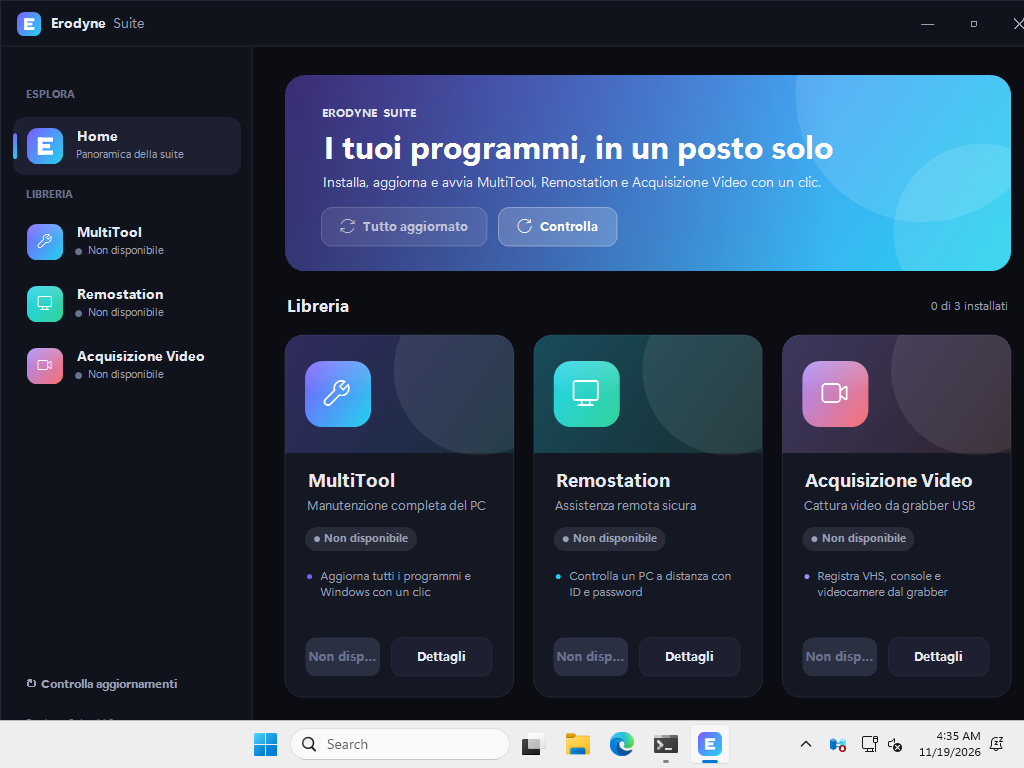 Erodyne Suite
ESPLORA
Home
Panoramica della suite
LIBRERIA
MultiTool
Non disponibile
Remostation
Non disponibile
Acquisizione Video
Non disponibile
Controlla aggiornamenti
ERODYNE SUITE
I tuoi programmi, in un posto solo
Installa, aggiorna e avvia MultiTool, Remostation e Acquisizione Video con un clic.
Tutto aggiornato
Controlla
Libreria
0 di 3 installati
MultiTool
Manutenzione completa del PC
Non disponibile
Aggiorna tutti i programmi e
Windows con un clic
Non disp...
Dettagli
Remostation
Assistenza remota sicura
Non disponibile
Controlla un PC a distanza con
ID e password
Non disp...
Dettagli
Acquisizione Video
Cattura video da grabber USB
Non disponibile
Registra VHS, console e
videocamere dal grabber
Non disp...
Dettagli
Search
4:35 AM
11/19/2026